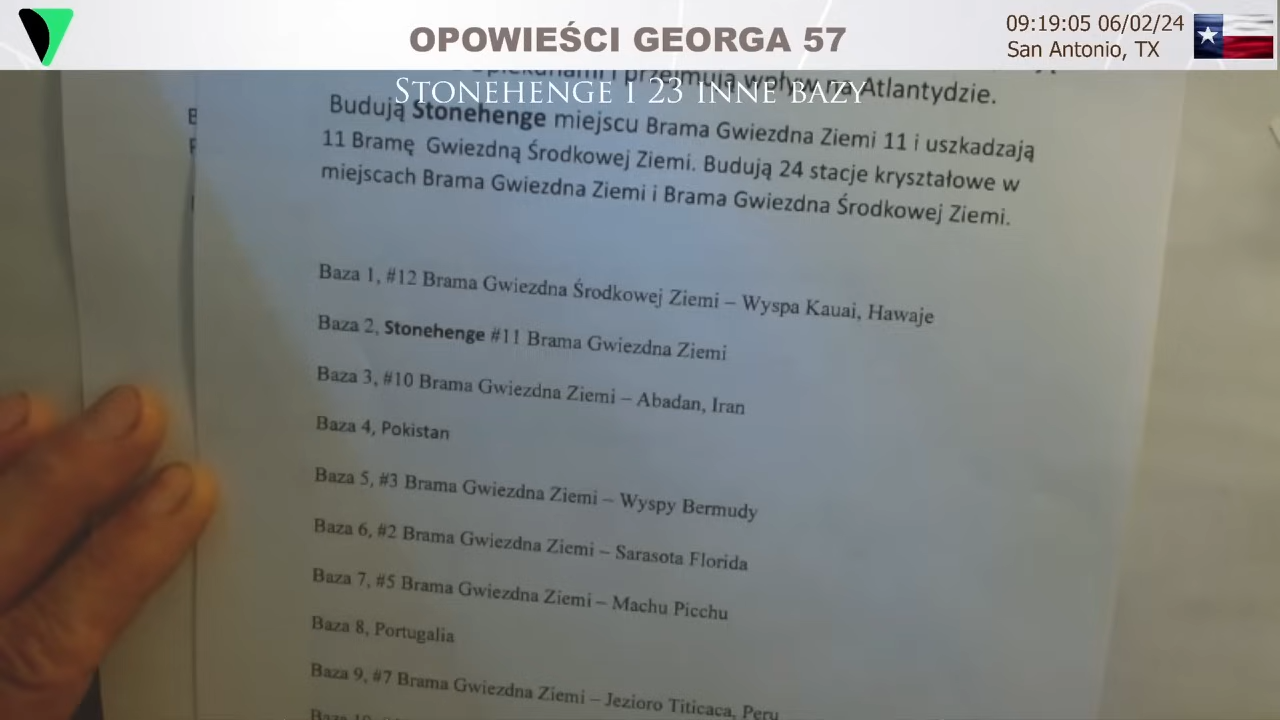 OPOWIEŚCI GEORGA 57
09:19:05 06/02/24
San Antonio, TX
STONEHENGE I 23 INNE BAZY
i przejmują wpływ na Atlantydzie.
Budują Stonehenge miejscu Brama Gwiezdna Ziemi 11 i uszkadzają
11 Bramę Gwiezdną Środkowej Ziemi. Budują 24 stacje kryształowe w
miejscach Brama Gwiezdna Ziemi i Brama Gwiezdna Środkowej Ziemi.
Baza 1, #12 Brama Gwiezdna Środkowej Ziemi – Wyspa Kauai, Hawaje
Baza 2, Stonehenge #11 Brama Gwiezdna Ziemi
Baza 3, #10 Brama Gwiezdna Ziemi – Abadan, Iran
Baza 4, Pokistan
Baza 5, #3 Brama Gwiezdna Ziemi – Wyspy Bermudy
Baza 6, #2 Brama Gwiezdna Ziemi – Sarasota Florida
Baza 7, #5 Brama Gwiezdna Ziemi – Machu Picchu
Baza 8, Portugalia
Baza 9, #7 Brama Gwiezdna Ziemi – Jezioro Titicaca, Peru